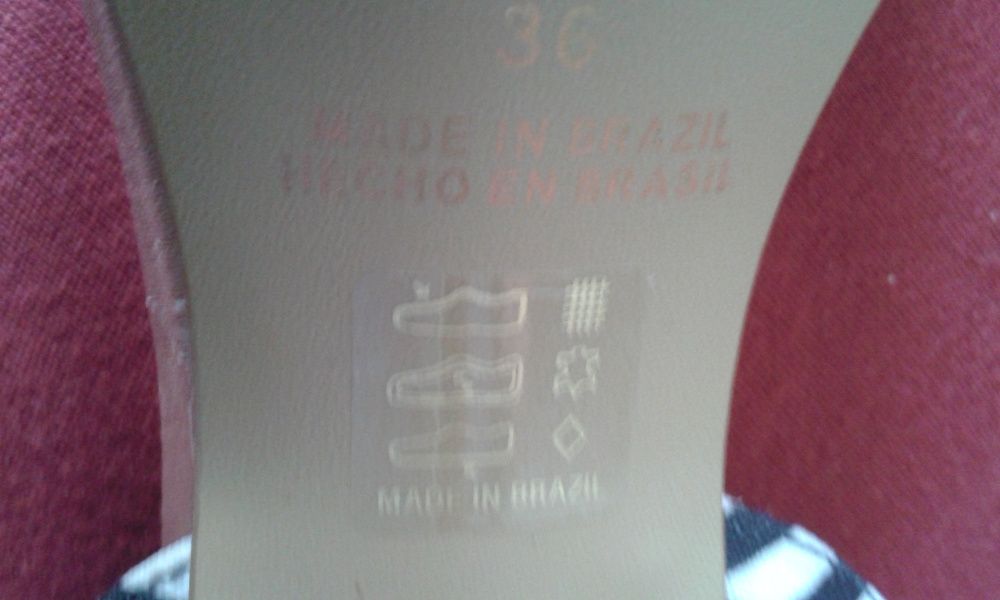 36
MADE IN BRAZIL
HECHO EN BRASIL
MADE IN BRAZIL